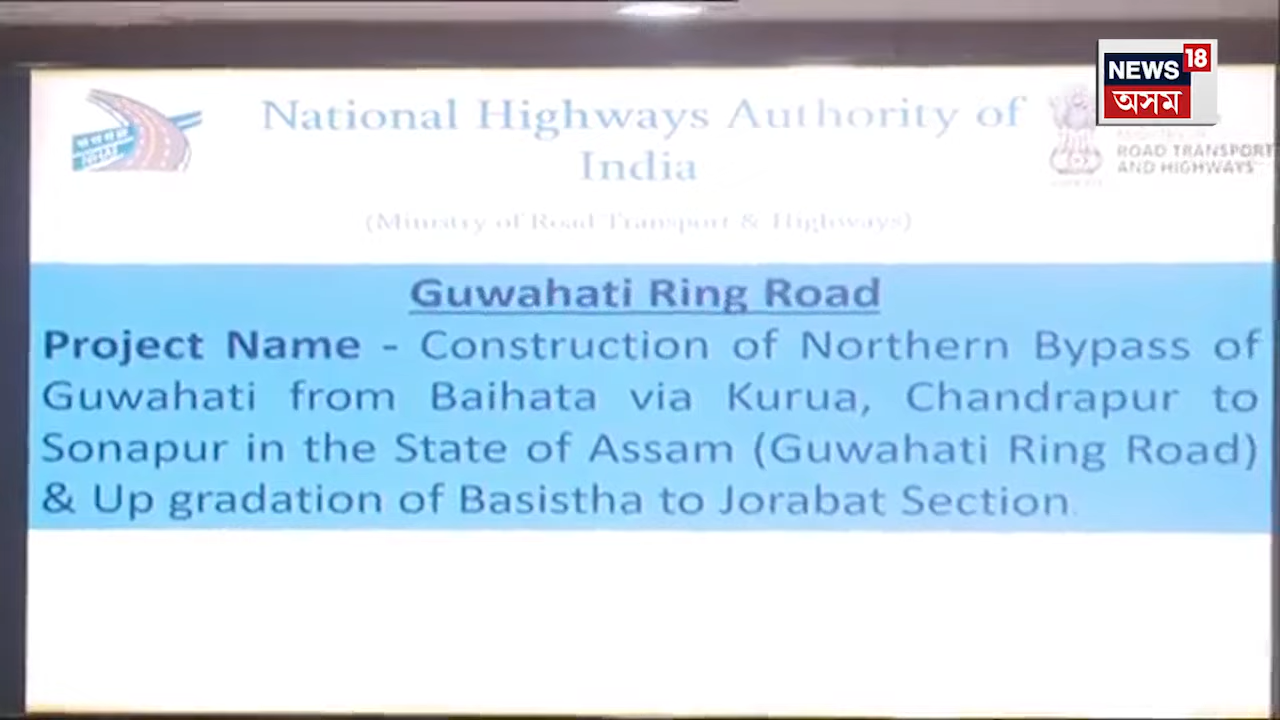 NEWS 18
অসম
National Highways Authority of
India
ROAD TRANSPORT
AND HIGHWAYS
(Ministry of Road Transport & Highways)
Guwahati Ring Road
Project Name - Construction of Northern Bypass of
Guwahati from Baihata via Kurua, Chandrapur to
Sonapur in the State of Assam (Guwahati Ring Road)
& Up gradation of Basistha to Jorabat Section.